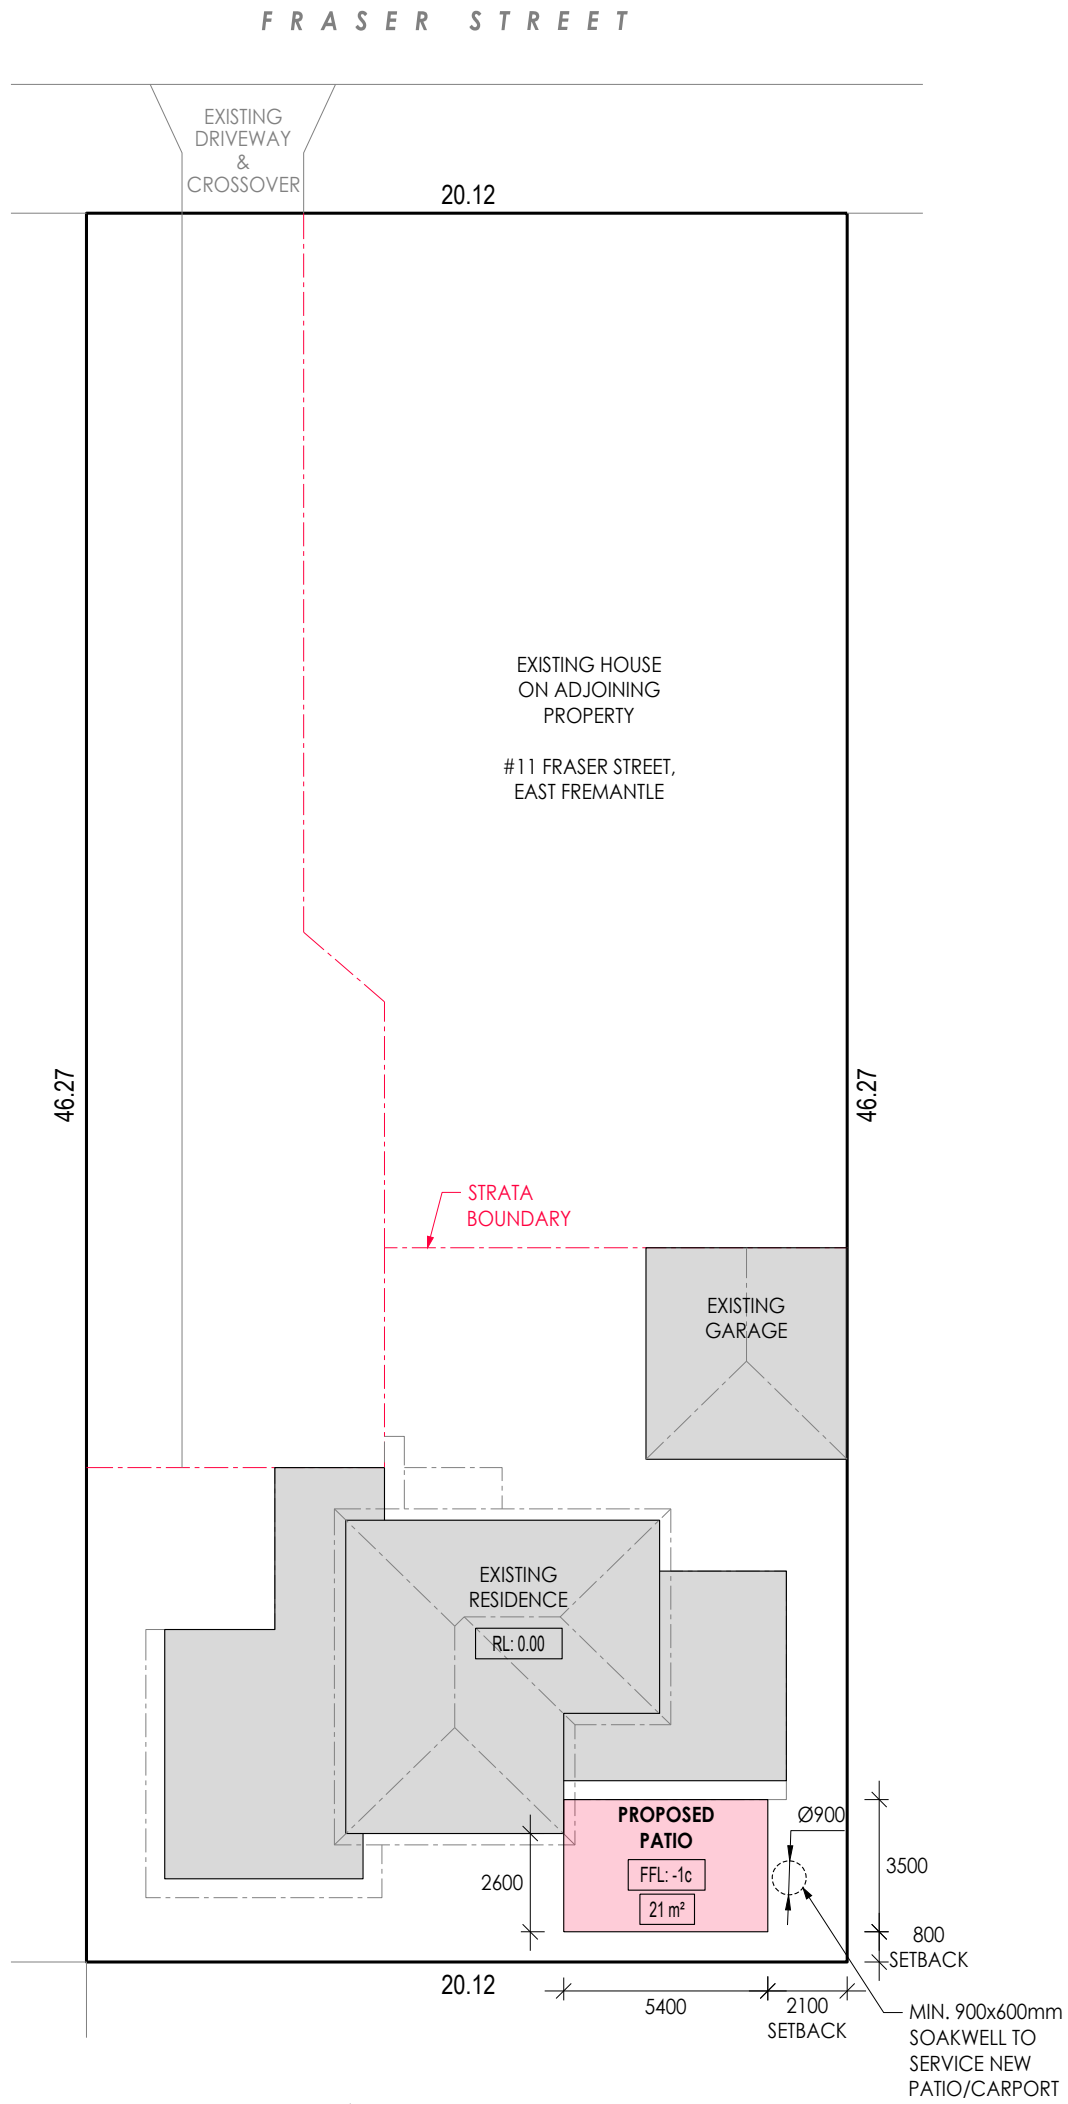 FRASER STREET
EXISTING
DRIVEWAY
&
CROSSOVER
20.12
EXISTING HOUSE
ON ADJOINING
PROPERTY
#11 FRASER STREET,
EAST FREMANTLE
46.27
46.27
STRATA
BOUNDARY
EXISTING
GARAGE
EXISTING
RESIDENCE
RL: 0.00
PROPOSED
PATIO
FFL: -1c
21 m²
Ø900
2600
3500
800
SETBACK
20.12
5400
2100
SETBACK
MIN. 900x600mm
SOAKWELL TO
SERVICE NEW
PATIO/CARPORT